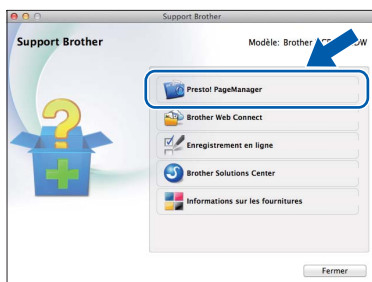 Support Brother
Support Brother
Modèle: Brother
Presto! PageManager
Brother Web Connect
Enregistrement en ligne
Brother Solutions Center
Informations sur les fournitures
Fermer